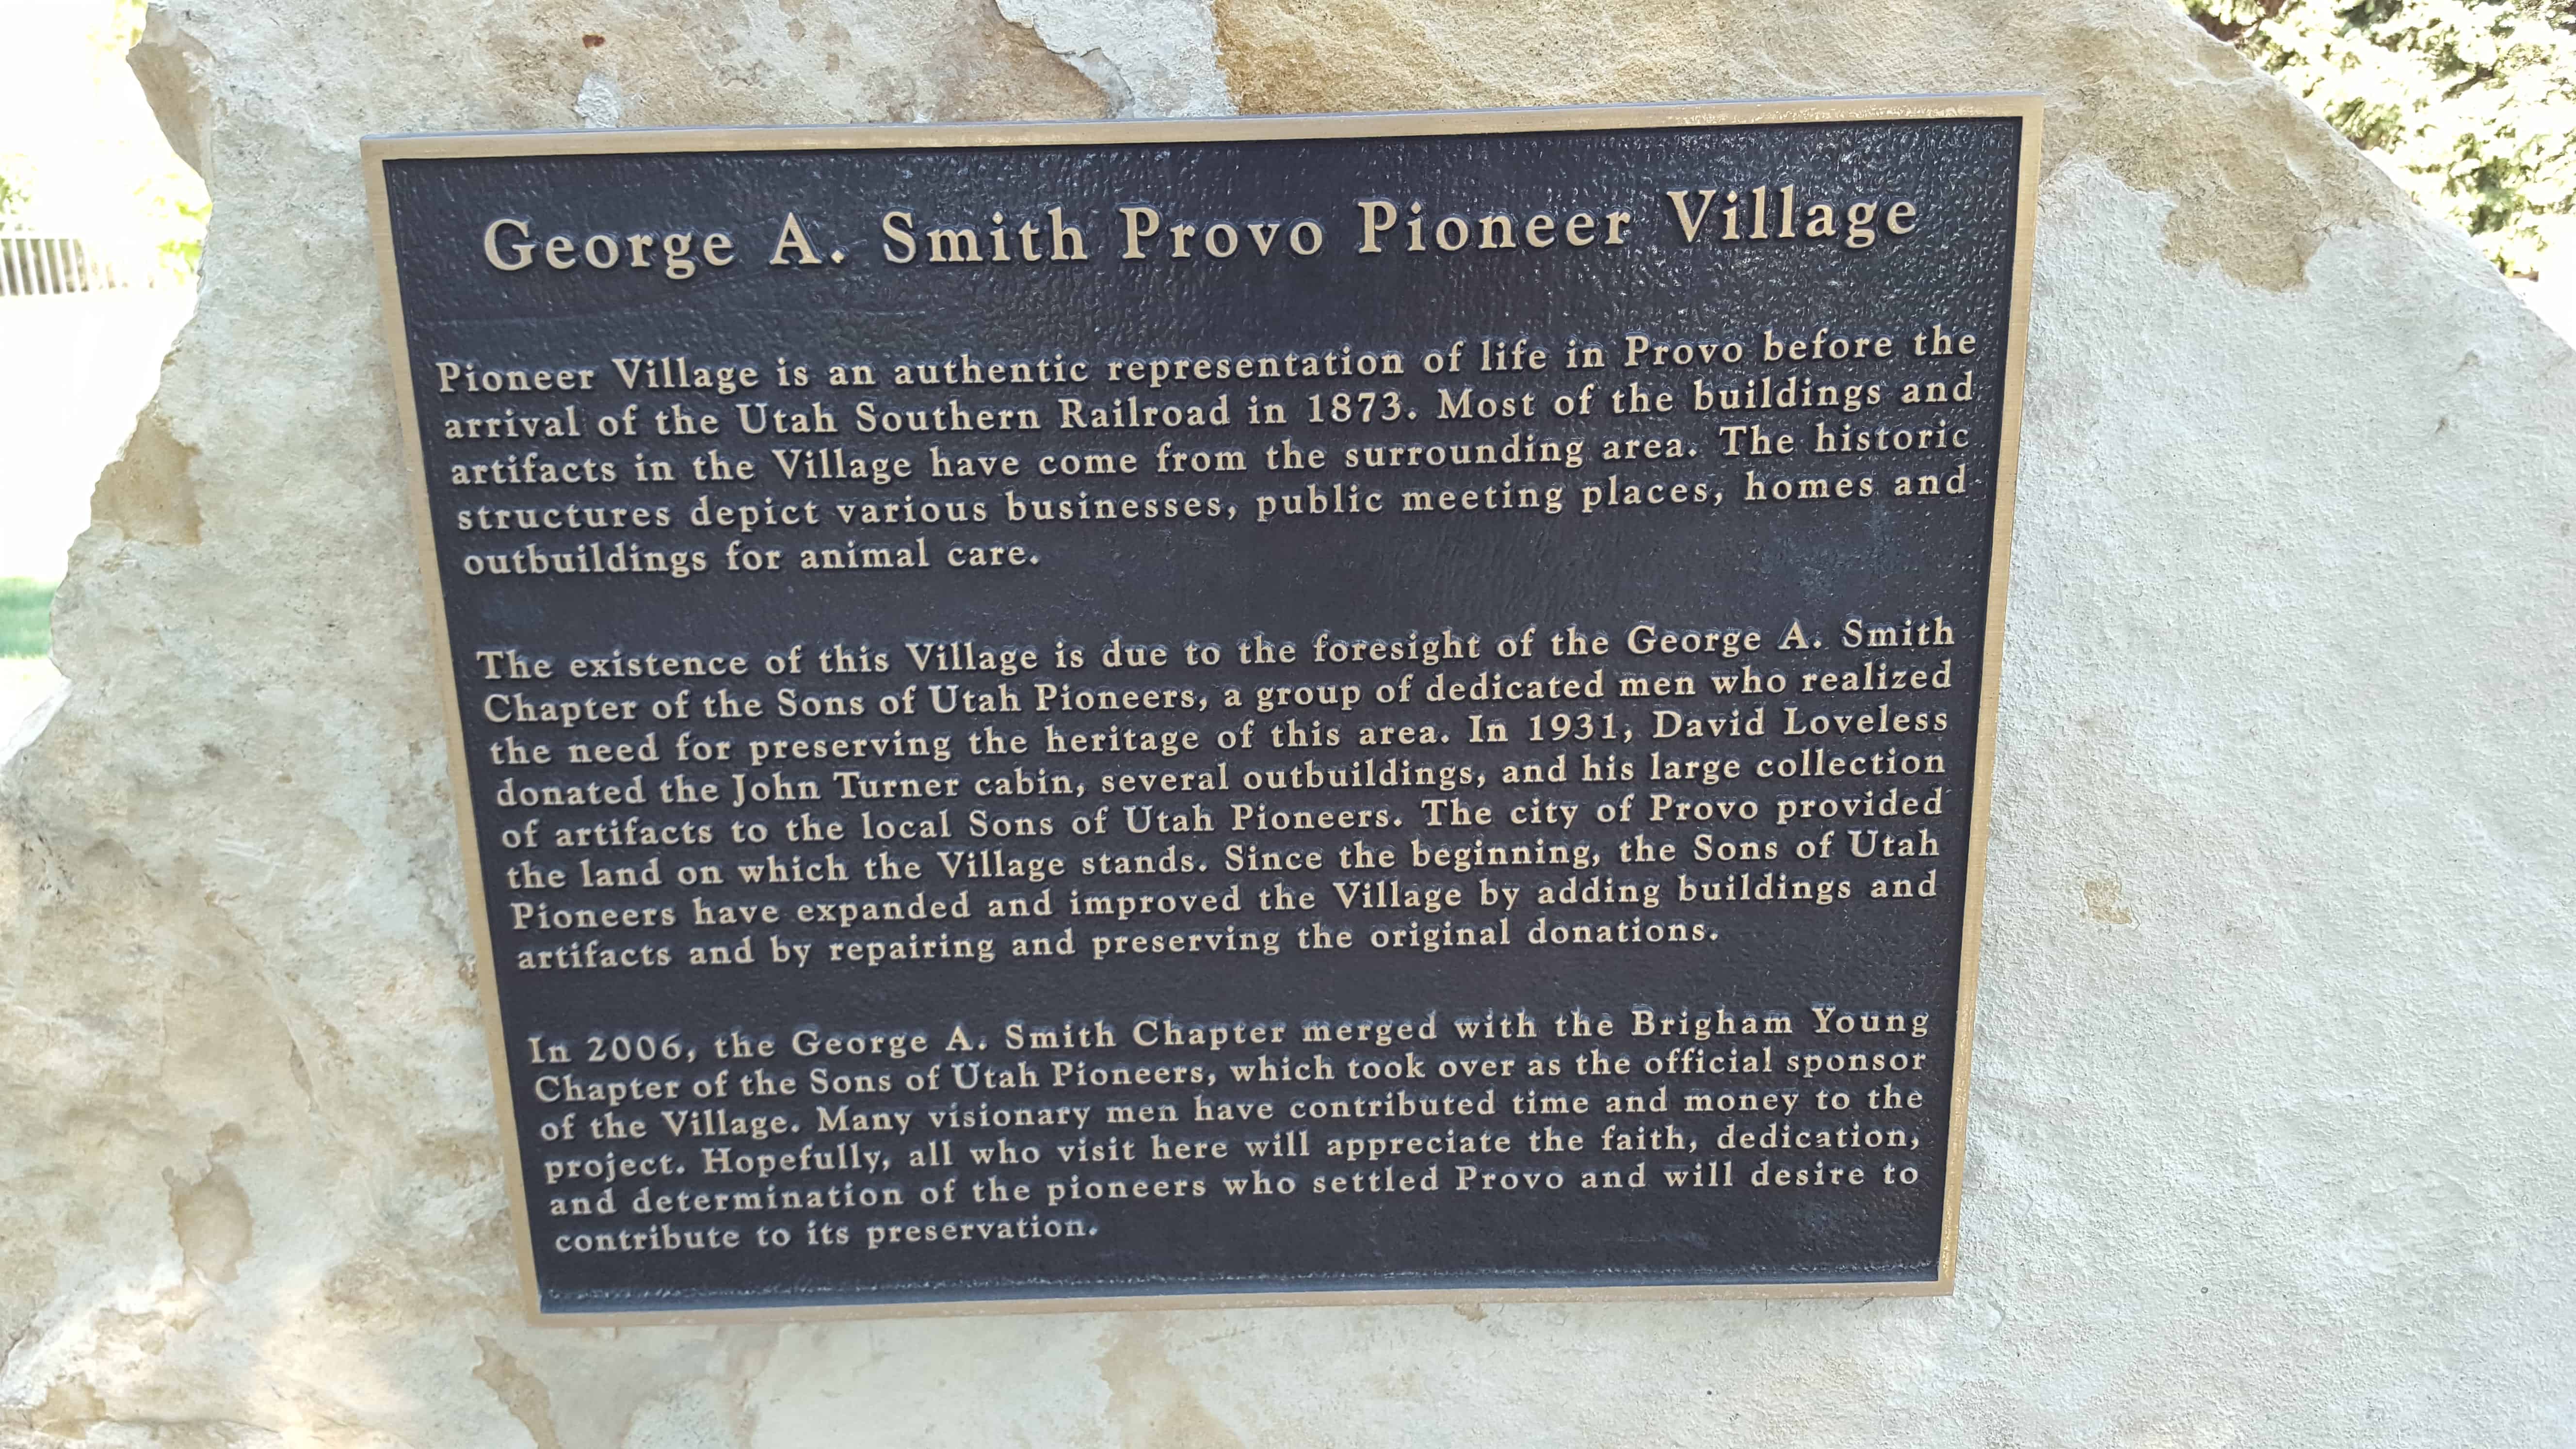 George A. Smith Provo Pioneer Village
Pioneer Village is an authentic representation of life in Provo before the
arrival of the Utah Southern Railroad in 1873. Most of the buildings and
artifacts in the Village have come from the surrounding area. The historic
structures depict various businesses, public meeting places, homes and
outbuildings for animal care.
The existence of this Village is due to the foresight of the George A. Smith
Chapter of the Sons of Utah Pioneers, a group of dedicated men who realized
the need for preserving the heritage of this area. In 1931, David Loveless
donated the John Turner cabin, several outbuildings, and his large collection
of artifacts to the local Sons of Utah Pioneers. The city of Provo provided
the land on which the Village stands. Since the beginning, the Sons of Utah
Pioneers have expanded and improved the Village by adding buildings and
artifacts and by repairing and preserving the original donations.
In 2006, the George A. Smith Chapter merged with the Brigham Young
Chapter of the Sons of Utah Pioneers, which took over as the official sponsor
of the Village. Many visionary men have contributed time and money to the
project. Hopefully, all who visit here will appreciate the faith, dedication,
and determination of the pioneers who settled Provo and will desire to
contribute to its preservation.